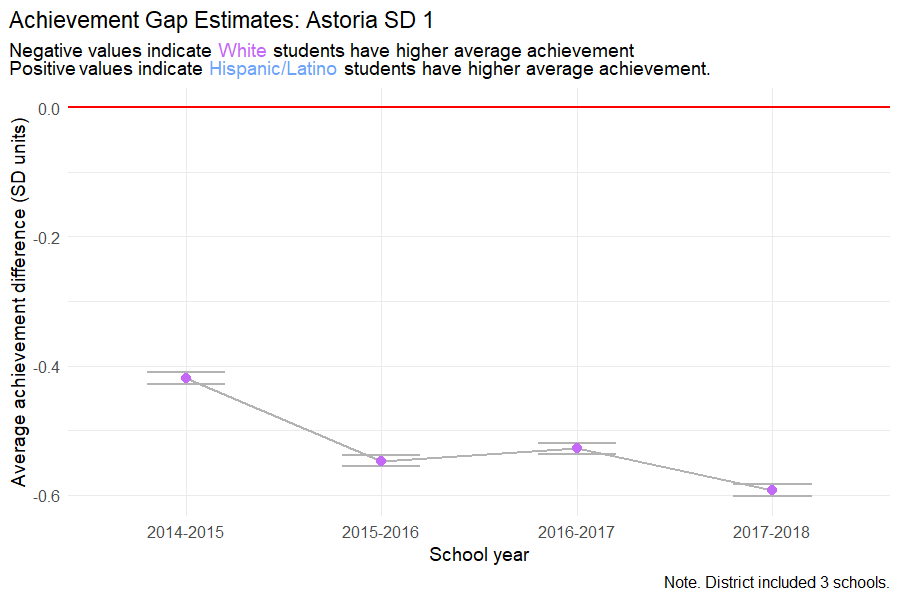 Achievement Gap Estimates: Astoria SD 1
Negative values indicate White students have higher average achievement
Positive values indicate Hispanic/Latino students have higher average achievement.
Average achievement difference (SD units)
0.0
-0.2
-0.4
-0.6
2014-2015 2015-2016 2016-2017 2017-2018
School year
Note. District included 3 schools.